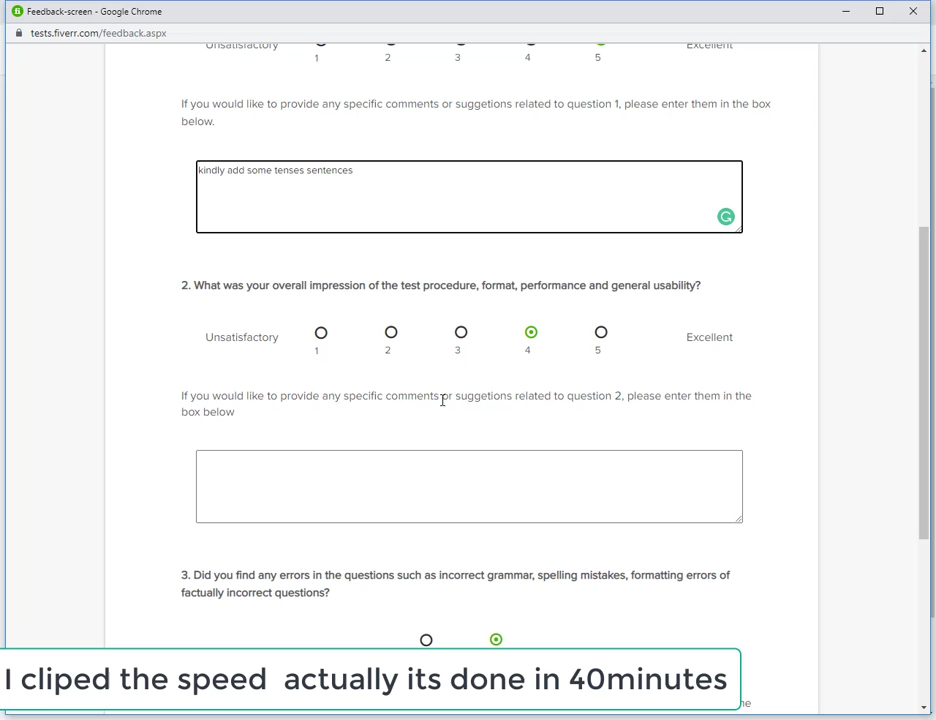 Feedback-screen - Google Chrome
tests.fiverr.com/feedback.aspx
Unsatisfactory Excellent
1 2 3 4 5
If you would like to provide any specific comments or suggetions related to question 1, please enter them in the box
below.
kindly add some tenses sentences
2. What was your overall impression of the test procedure, format, performance and general usability?
Unsatisfactory Excellent
1 2 3 4 5
If you would like to provide any specific comments or suggetions related to question 2, please enter them in the
box below
3. Did you find any errors in the questions such as incorrect grammar, spelling mistakes, formatting errors of
factually incorrect questions?
I cliped the speed actually its done in 40minutes